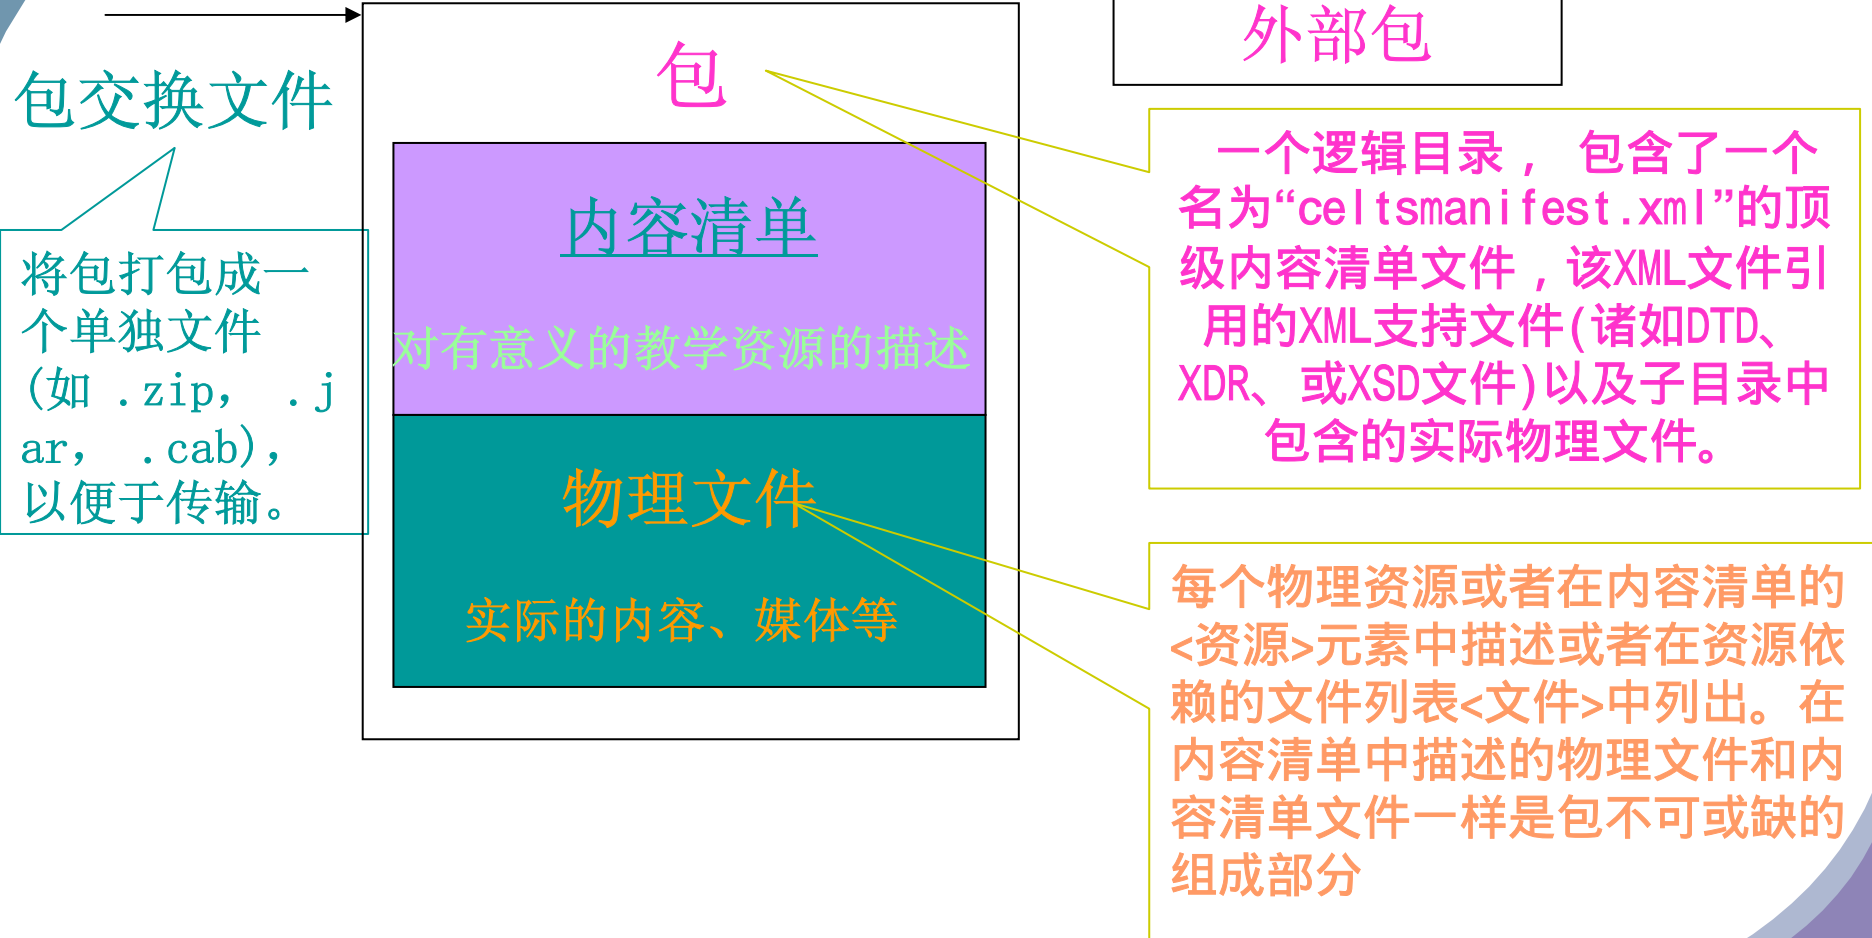 包交换文件
将包打包成一
个单独文件
(如 .zip, .j
ar, .cab),
以便于传输。
包
内容清单
对有意义的教学资源的描述
物理文件
实际的内容、媒体等
外部包
一个逻辑目录， 包含了一个
名为“celtsmanifest.xml”的顶
级内容清单文件，该XML文件引
用的XML支持文件(诸如DTD、
XDR、 或XSD文件)以及子目录中
包含的实际物理文件。
每个物理资源或者在内容清单的
<资源>元素中描述或者在资源依
赖的文件列表<文件>中列出。在
内容清单中描述的物理文件和内
容清单文件一样是包不可或缺的
组成部分